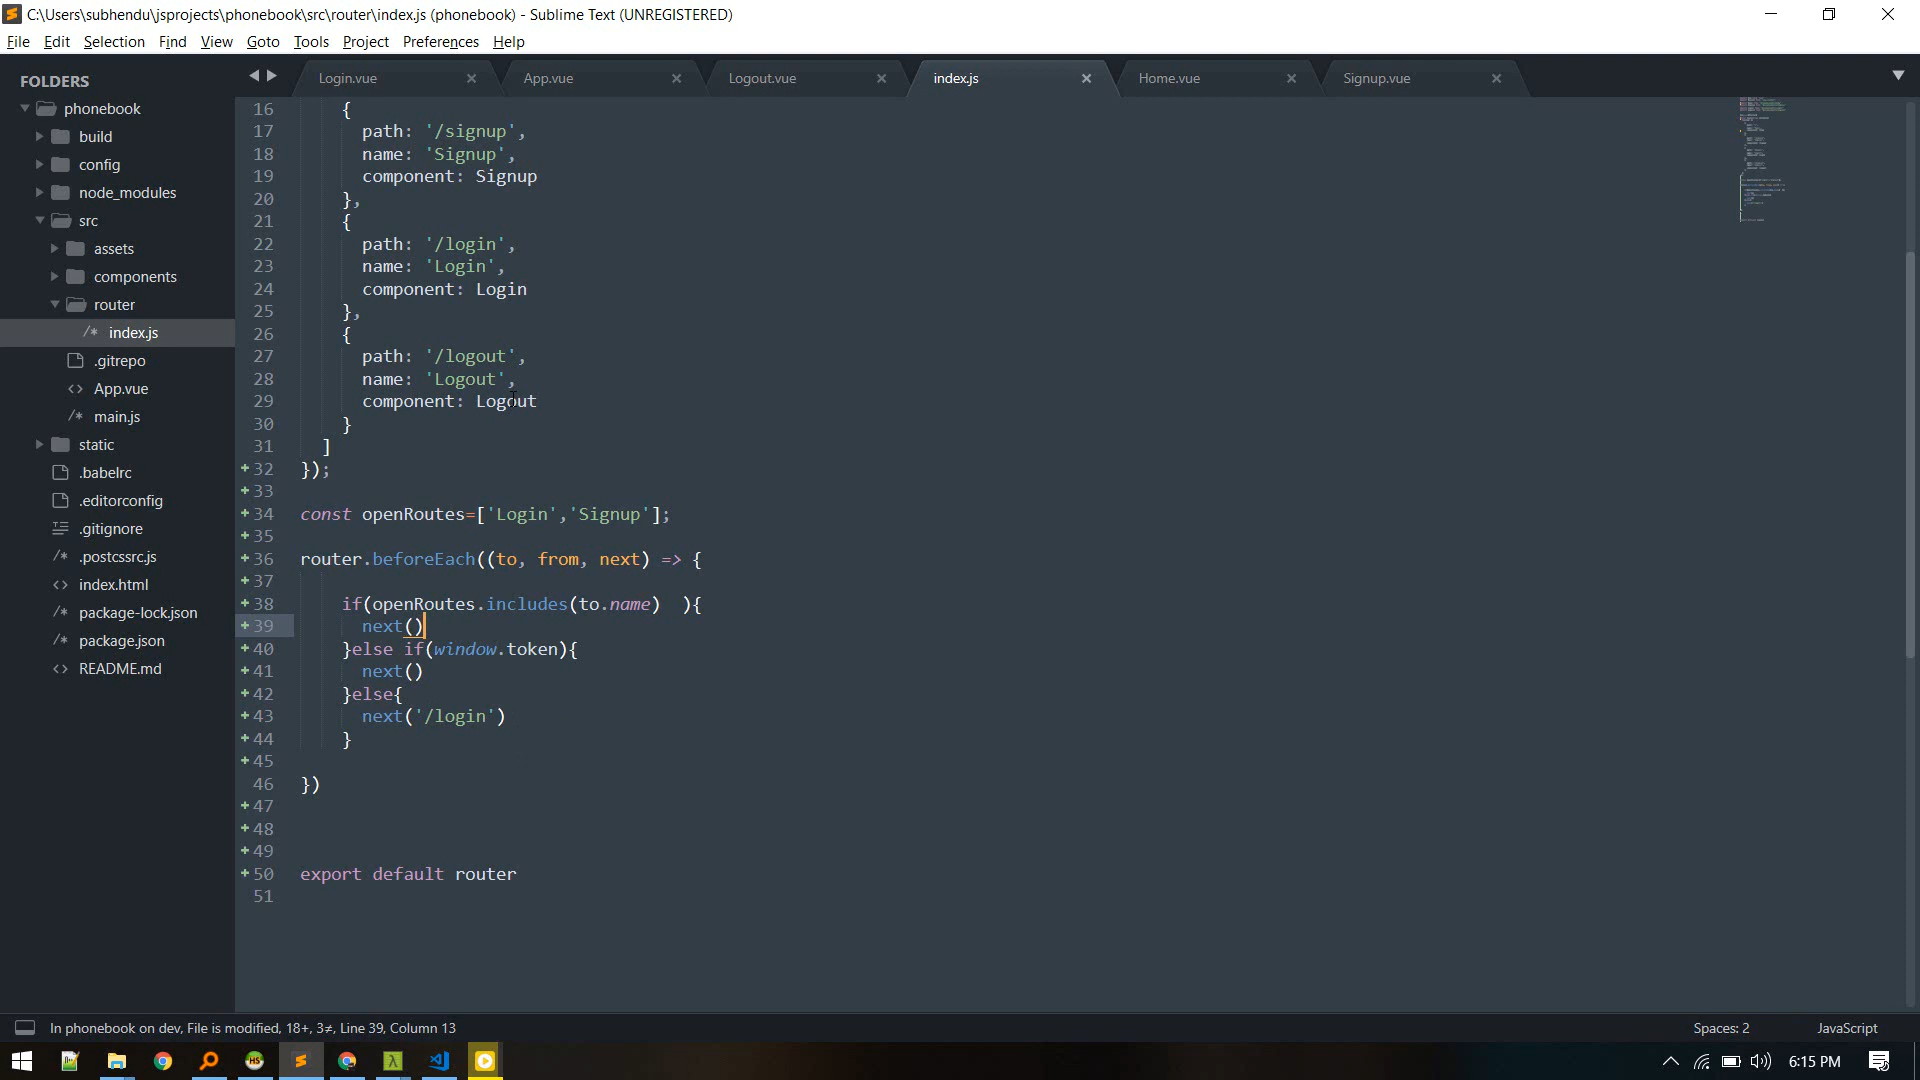 C:\Users\subhendu\jsprojects\phonebook\src\router\index.js (phonebook) - Sublime Text (UNREGISTERED)
File Edit Selection Find View Goto Tools Project Preferences Help
FOLDERS
phonebook
build
config
node_modules
src
assets
components
router
/* index.js
.gitrepo
<> App.vue
/* main.js
static
.babelrc
.editorconfig
.gitignore
/* .postcssrc.js
<> index.html
/* package-lock.json
/* package.json
<> README.md
Login.vue App.vue Logout.vue index.js Home.vue Signup.vue
16 {
17 path: '/signup',
18 name: 'Signup',
19 component: Signup
20 },
21 {
22 path: '/login',
23 name: 'Login',
24 component: Login
25 },
26 {
27 path: '/logout',
28 name: 'Logout',
29 component: Logout
30 }
31 ]
+ 32 });
+ 33
+ 34 const openRoutes=['Login','Signup'];
+ 35
+ 36 router.beforeEach((to, from, next) => {
+ 37
+ 38 if(openRoutes.includes(to.name)  ){
+ 39 next()
+ 40 }else if(window.token){
+ 41 next()
+ 42 }else{
+ 43 next('/login')
+ 44 }
+ 45
46 })
+ 47
+ 48
+ 49
+ 50 export default router
51
In phonebook on dev, File is modified, 18+, 3≠, Line 39, Column 13 Spaces: 2 JavaScript
6:15 PM